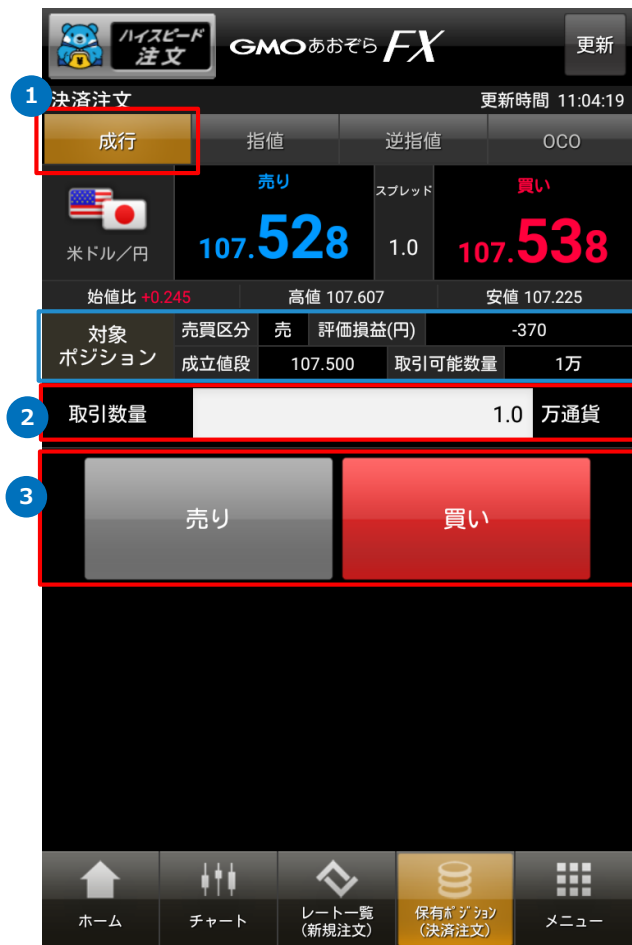 ハイスピード
注文
GMOあおぞらFX
更新
1
決済注文 更新時間 11:04:19
成行 指値 逆指値 OCO
売り スプレッド 買い
米ドル／円 107.528 1.0 107.538
始値比 +0.245 高値 107.607 安値 107.225
対象
ポジション
売買区分 売 評価損益(円) -370
成立値段 107.500 取引可能数量 1万
2
取引数量 1.0 万通貨
3
売り 買い
ホーム
チャート
レート一覧
(新規注文)
保有ﾎﾟｼﾞｼｮﾝ
(決済注文)
メニュー